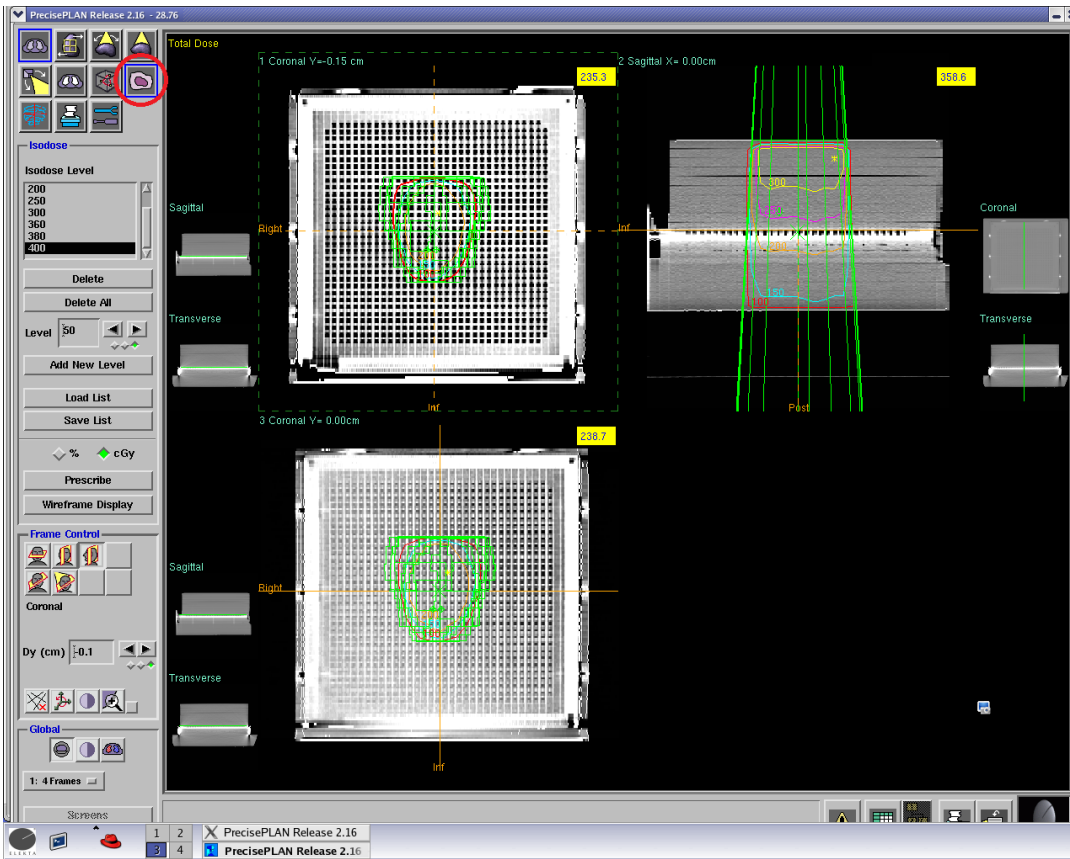 PrecisePLAN Release 2.16 - 28.76
Total Dose
1 Coronal Y=-0.15 cm
235.3
2 Sagittal X= 0.00cm
358.6
Isodose
Isodose Level
200
250
300
360
380
400
Delete
Delete All
Level 50
Add New Level
Load List
Save List
% cGy
Prescribe
Wireframe Display
Sagittal
Right
Inf
Transverse
Inf
300
150
100
Post
Coronal
Transverse
3 Coronal Y= 0.00cm
238.7
Frame Control
Coronal
Dy (cm) -0.1
Sagittal
Right
Transverse
Inf
Global
1: 4 Frames
Screens
ELEKTA
1 2
3 4
PrecisePLAN Release 2.16
PrecisePLAN Release 2.16